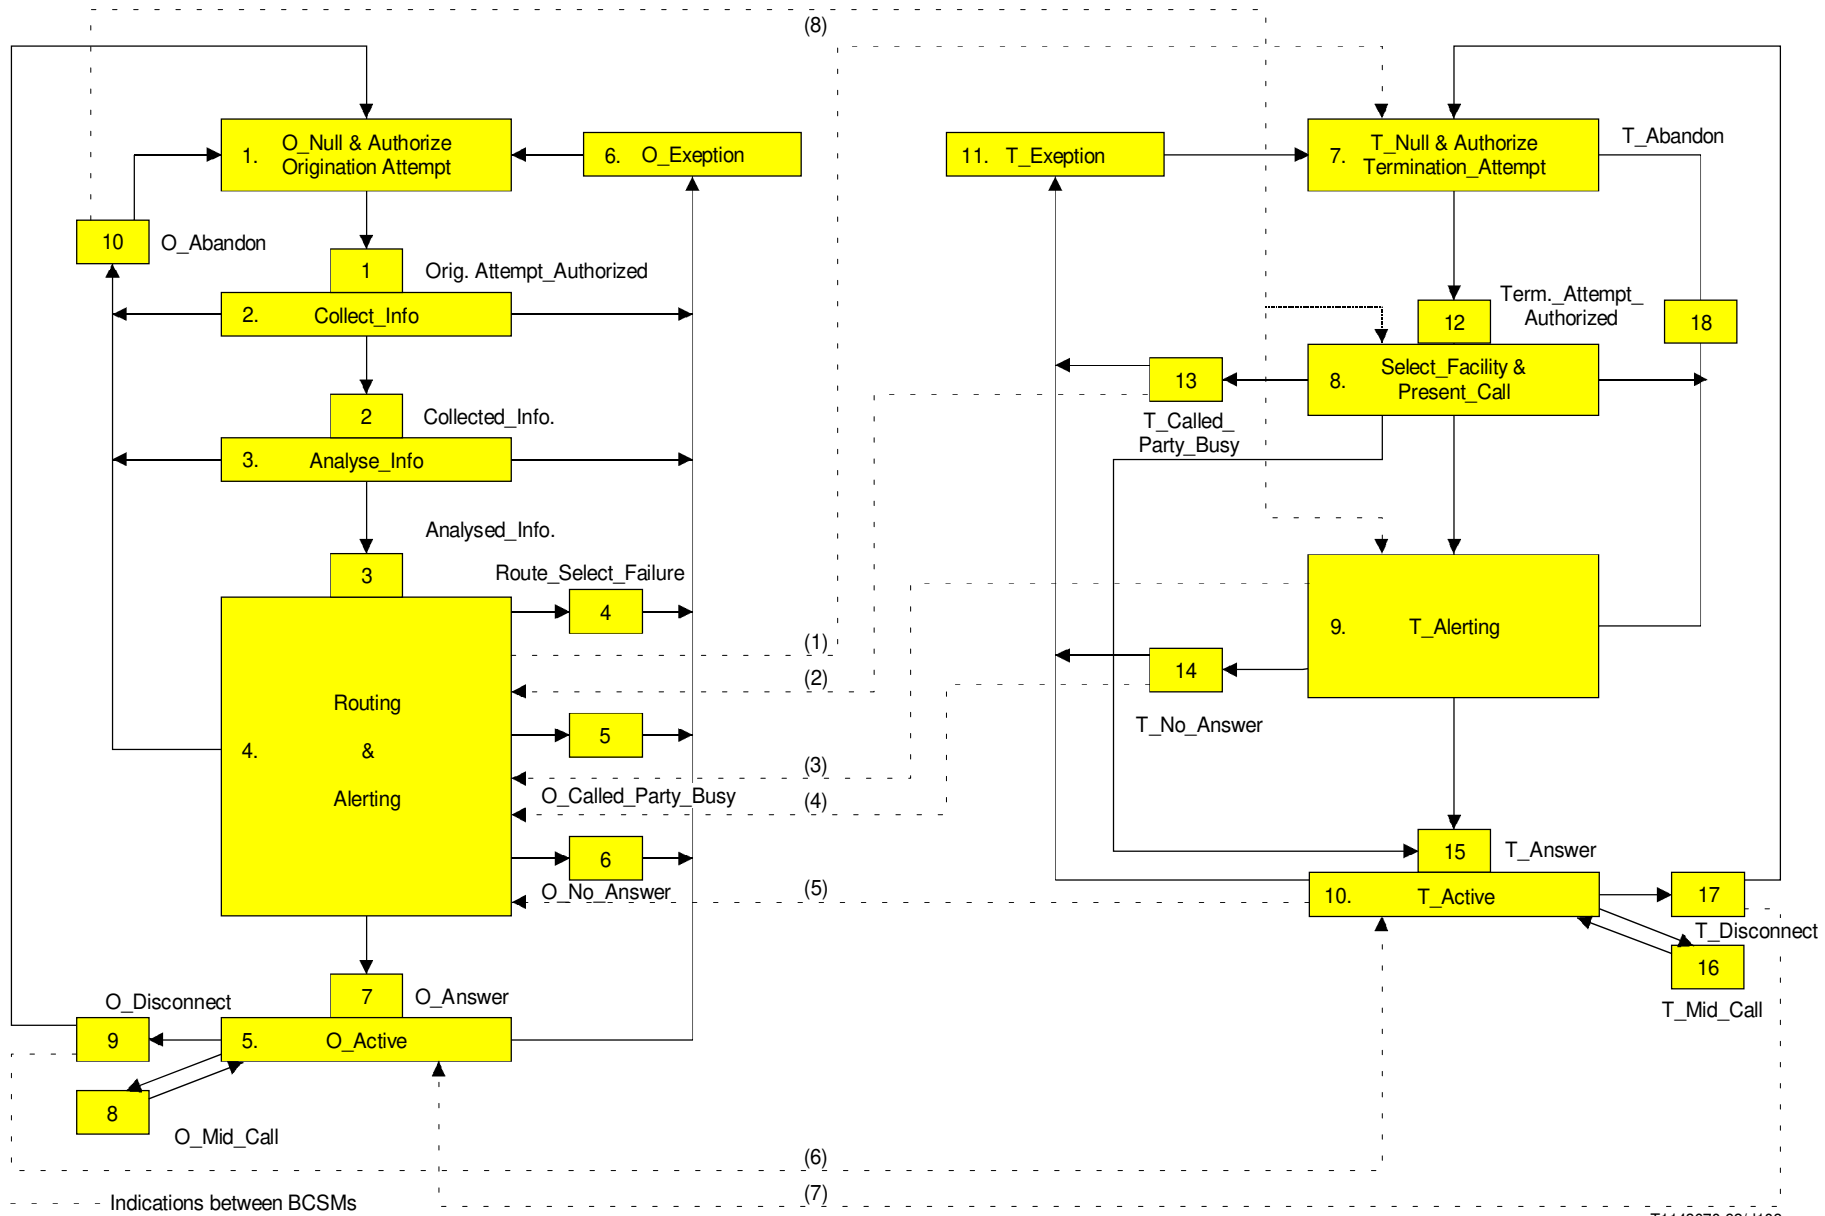 (8)
1. O_Null & Authorize
Origination Attempt
6. O_Exeption
11. T_Exeption
7. T_Null & Authorize
Termination_Attempt
T_Abandon
10
O_Abandon
1
Orig. Attempt_Authorized
2. Collect_Info
12
Term._Attempt_
Authorized
18
13
T_Called_
Party_Busy
8. Select_Facility &
Present_Call
2
Collected_Info.
3. Analyse_Info
Analysed_Info.
3
Route_Select_Failure
4
(1)
(2)
9. T_Alerting
14
T_No_Answer
4. Routing
&
Alerting
5
(3)
O_Called_Party_Busy
(4)
6
O_No_Answer
(5)
15
T_Answer
10. T_Active
17
T_Disconnect
16
T_Mid_Call
7
O_Answer
O_Disconnect
9
5. O_Active
8
O_Mid_Call
(6)
(7)
Indications between BCSMs